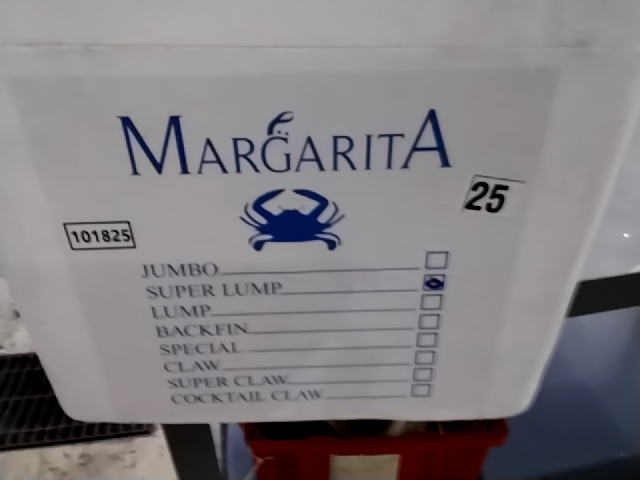 MARGARITA
25
101825
JUMBO
SUPER LUMP
LUMP
BACKFIN
SPECIAL
CLAW
SUPER CLAW
COCKTAIL CLAW